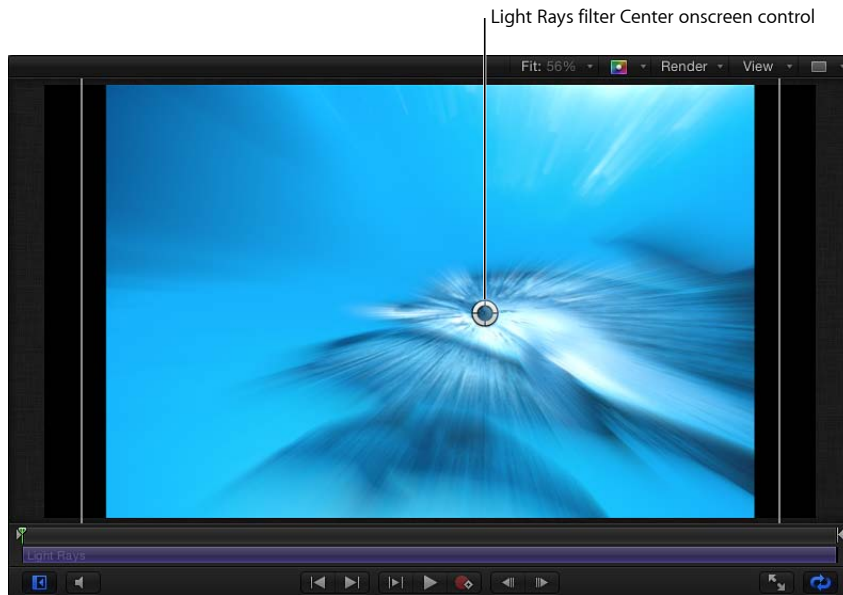 Light Rays filter Center onscreen control
Fit: 56% Render View
Light Rays